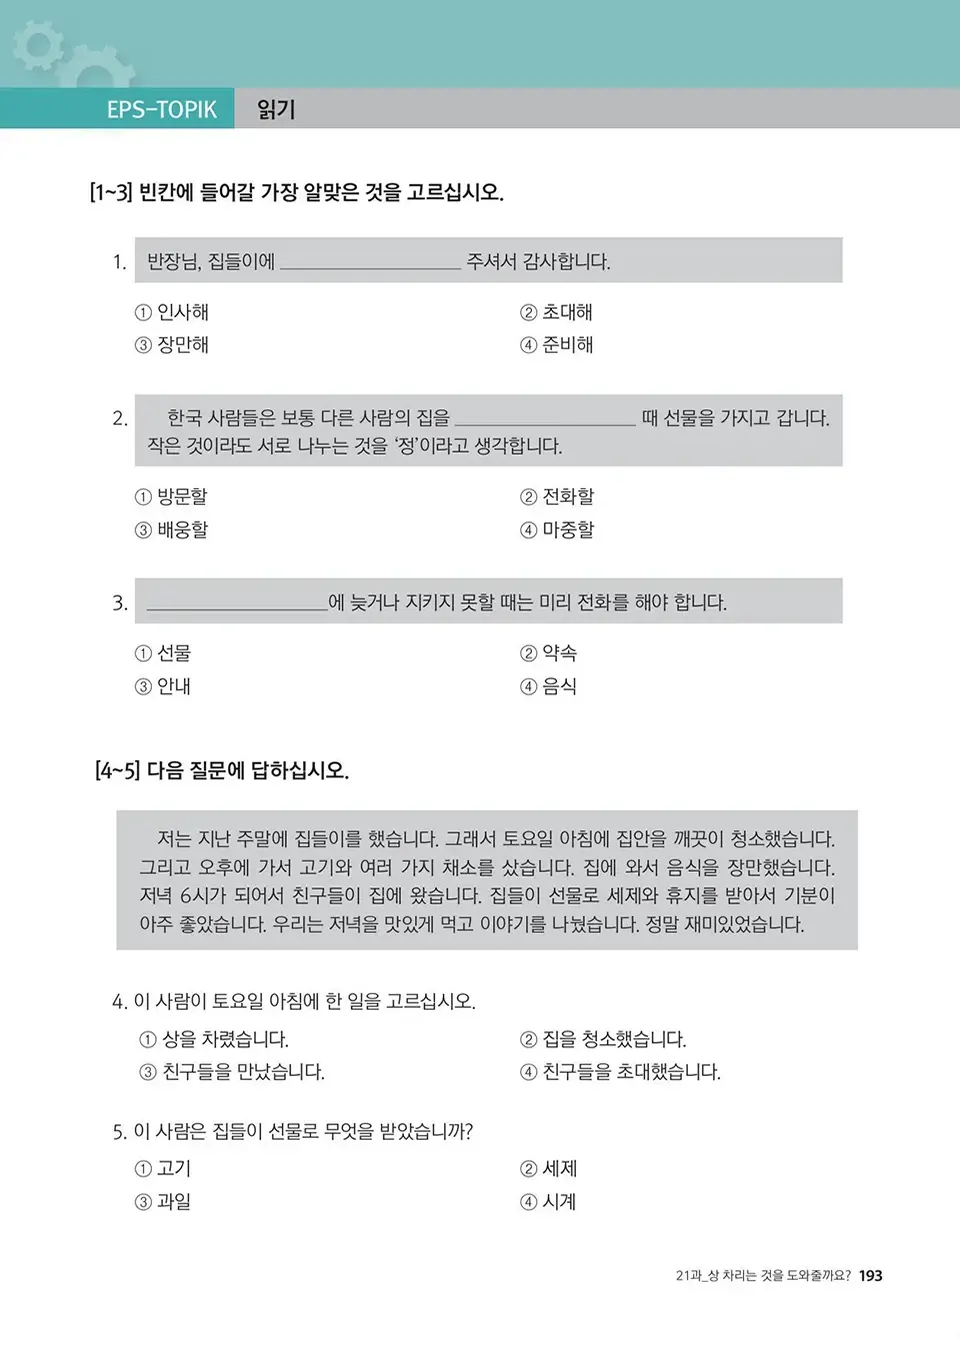 EPS-TOPIK 읽기
[1~3] 빈칸에 들어갈 가장 알맞은 것을 고르십시오.
1. 반장님, 집들이에 ____________________ 주셔서 감사합니다.
① 인사해 ② 초대해
③ 장만해 ④ 준비해
2. 한국 사람들은 보통 다른 사람의 집을 ____________________ 때 선물을 가지고 갑니다.
작은 것이라도 서로 나누는 것을 ‘정’이라고 생각합니다.
① 방문할 ② 전화할
③ 배웅할 ④ 마중할
3. ____________________에 늦거나 지키지 못할 때는 미리 전화를 해야 합니다.
① 선물 ② 약속
③ 안내 ④ 음식
[4~5] 다음 질문에 답하십시오.
저는 지난 주말에 집들이를 했습니다. 그래서 토요일 아침에 집안을 깨끗이 청소했습니다.
그리고 오후에 가서 고기와 여러 가지 채소를 샀습니다. 집에 와서 음식을 장만했습니다.
저녁 6시가 되어서 친구들이 집에 왔습니다. 집들이 선물로 세제와 휴지를 받아서 기분이
아주 좋았습니다. 우리는 저녁을 맛있게 먹고 이야기를 나눴습니다. 정말 재미있었습니다.
4. 이 사람이 토요일 아침에 한 일을 고르십시오.
① 상을 차렸습니다. ② 집을 청소했습니다.
③ 친구들을 만났습니다. ④ 친구들을 초대했습니다.
5. 이 사람은 집들이 선물로 무엇을 받았습니까?
① 고기 ② 세제
③ 과일 ④ 시계
21과_상 차리는 것을 도와줄까요? 193